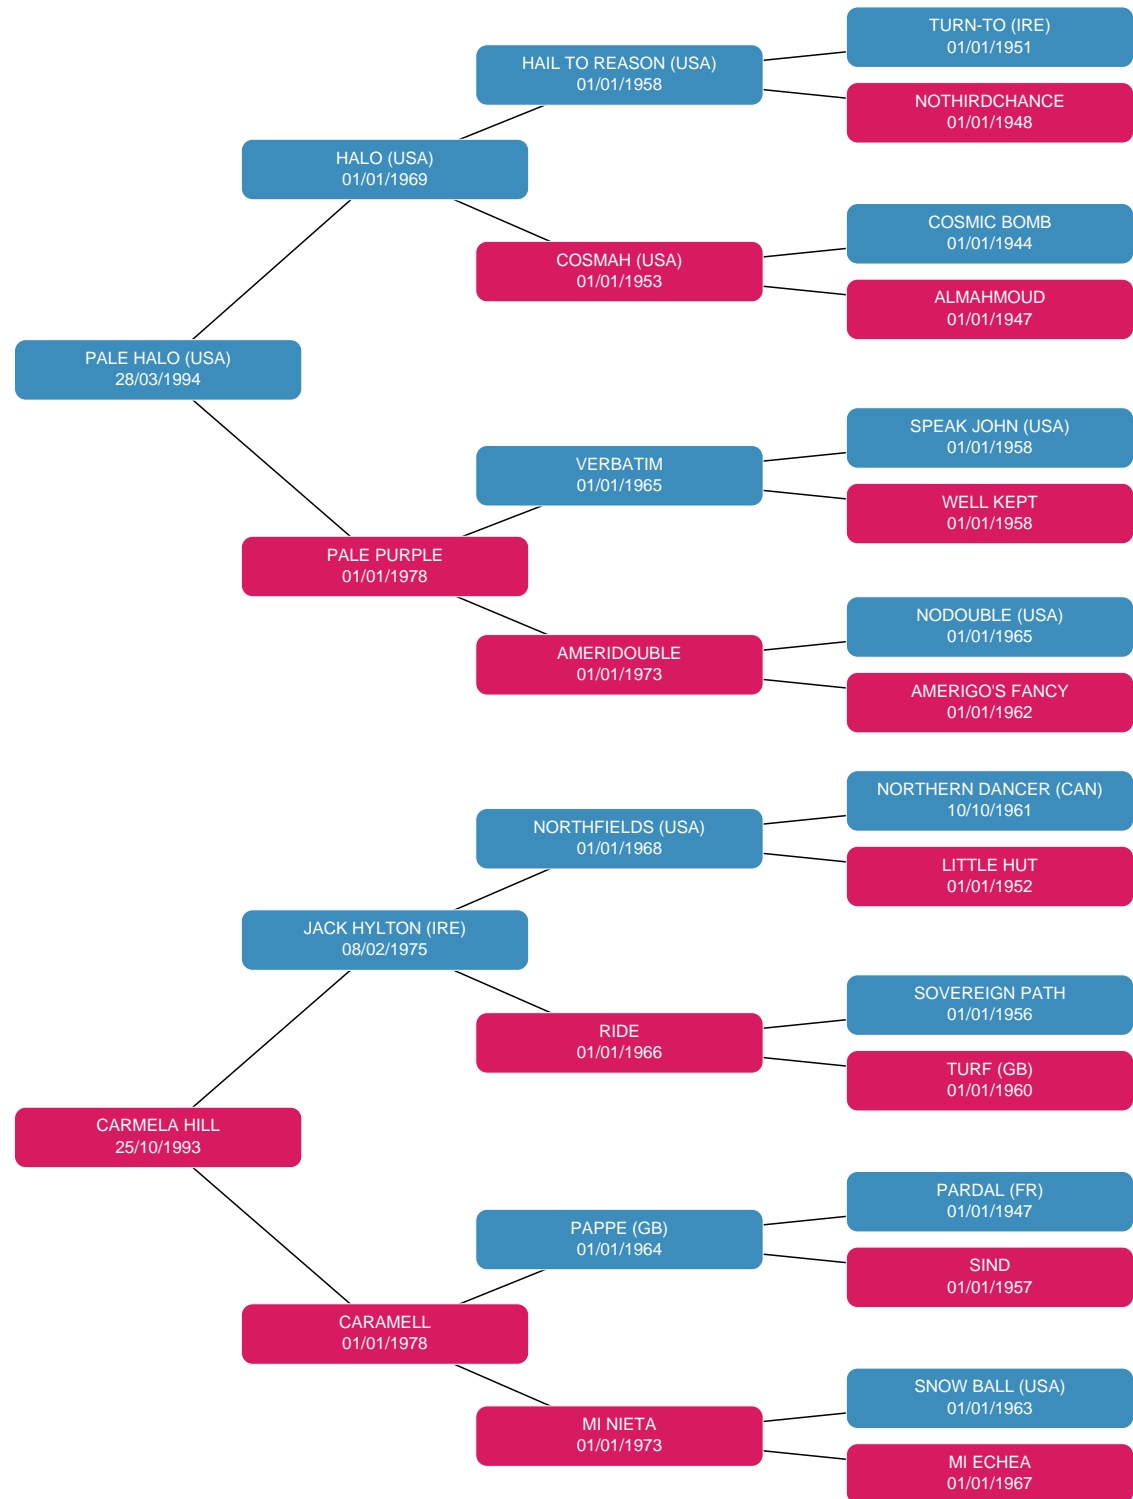 TURN-TO (IRE)
01/01/1951
HAIL TO REASON (USA)
01/01/1958
NOTHIRDCHANCE
01/01/1948
HALO (USA)
01/01/1969
COSMIC BOMB
01/01/1944
COSMAH (USA)
01/01/1953
ALMAHMOUD
01/01/1947
PALE HALO (USA)
28/03/1994
SPEAK JOHN (USA)
01/01/1958
VERBATIM
01/01/1965
WELL KEPT
01/01/1958
PALE PURPLE
01/01/1978
NODOUBLE (USA)
01/01/1965
AMERIDOUBLE
01/01/1973
AMERIGO'S FANCY
01/01/1962
NORTHERN DANCER (CAN)
10/10/1961
NORTHFIELDS (USA)
01/01/1968
LITTLE HUT
01/01/1952
JACK HYLTON (IRE)
08/02/1975
SOVEREIGN PATH
01/01/1956
RIDE
01/01/1966
TURF (GB)
01/01/1960
CARMELA HILL
25/10/1993
PARDAL (FR)
01/01/1947
PAPPE (GB)
01/01/1964
SIND
01/01/1957
CARAMELL
01/01/1978
SNOW BALL (USA)
01/01/1963
MI NIETA
01/01/1973
MI ECHEA
01/01/1967